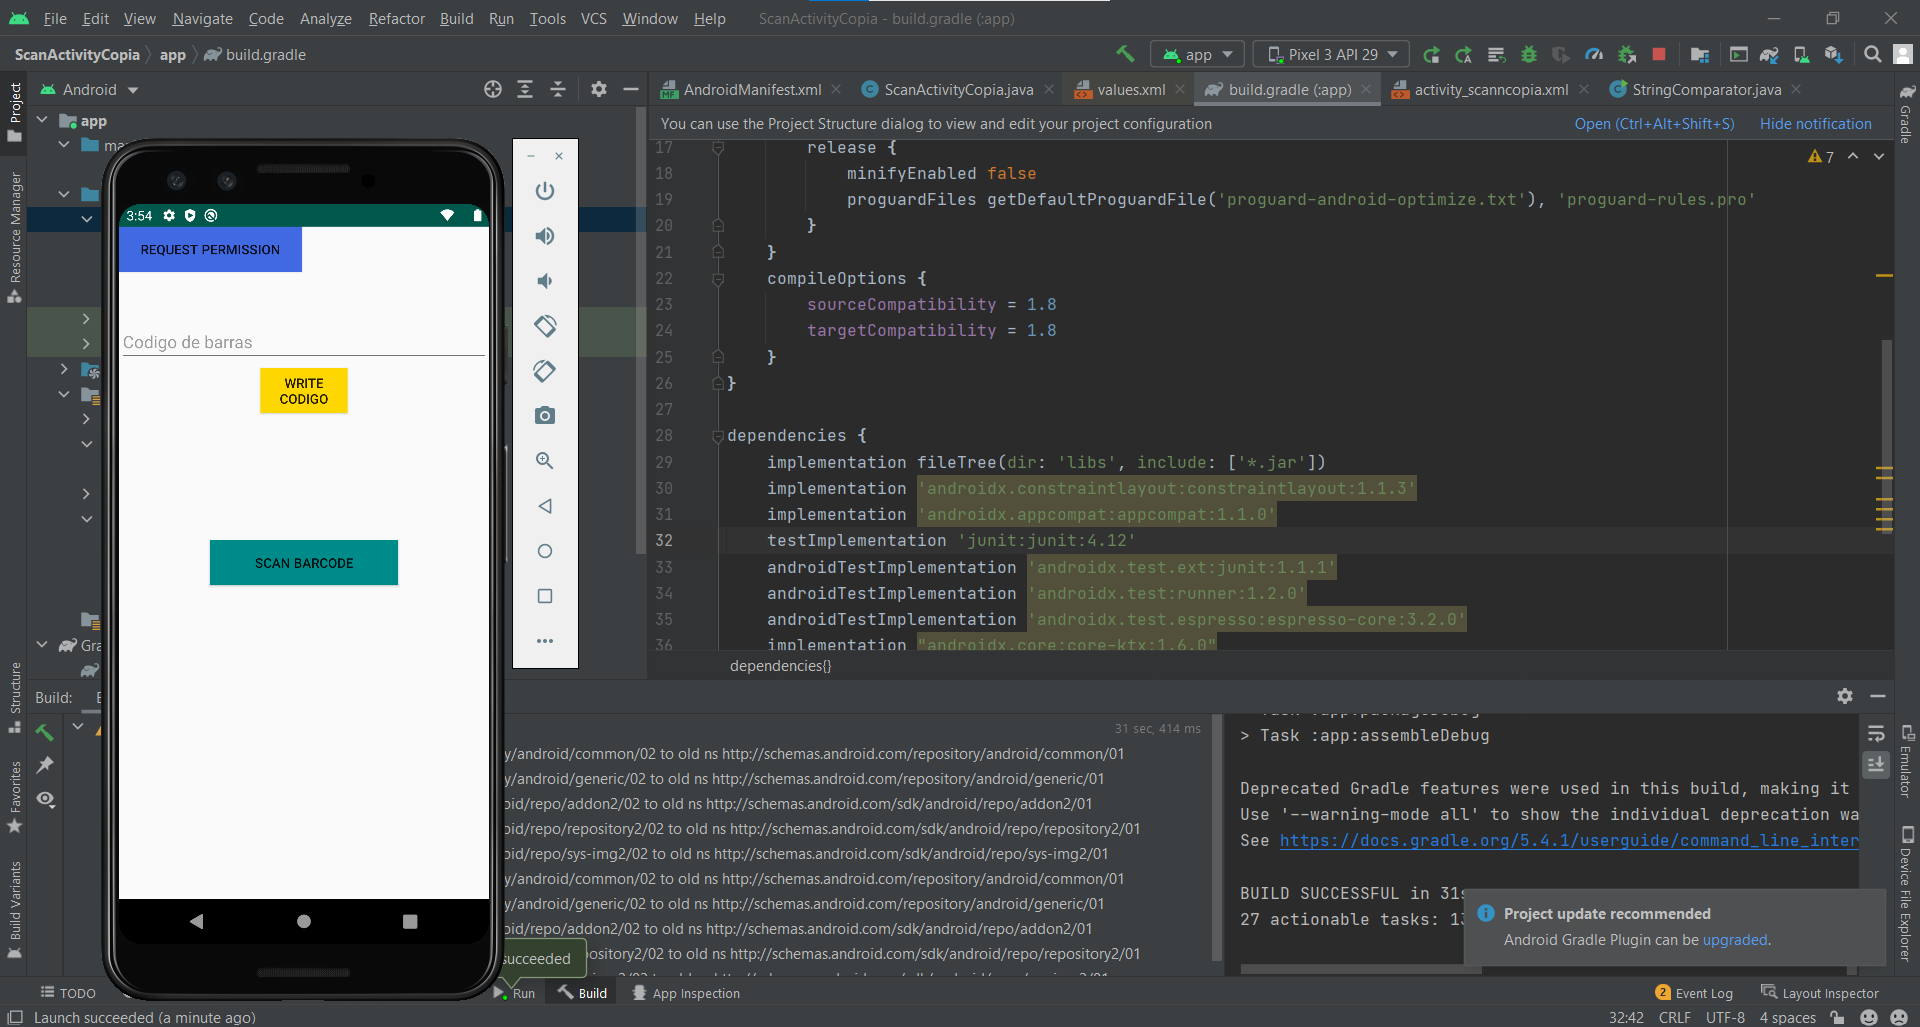 File Edit View Navigate Code Analyze Refactor Build Run Tools VCS Window Help ScanActivityCopia - build.gradle (:app)
ScanActivityCopia app build.gradle
app Pixel 3 API 29
Project
Resource Manager
Structure
Favorites
Build Variants
Android
app
ma
Gra
AndroidManifest.xml ScanActivityCopia.java values.xml build.gradle (:app) activity_scanncopia.xml StringComparator.java
You can use the Project Structure dialog to view and edit your project configuration Open (Ctrl+Alt+Shift+S) Hide notification
7
17 release {
18 minifyEnabled false
19 proguardFiles getDefaultProguardFile('proguard-android-optimize.txt'), 'proguard-rules.pro'
20 }
21 }
22 compileOptions {
23 sourceCompatibility = 1.8
24 targetCompatibility = 1.8
25 }
26 }
27
28 dependencies {
29 implementation fileTree(dir: 'libs', include: ['*.jar'])
30 implementation 'androidx.constraintlayout:constraintlayout:1.1.3'
31 implementation 'androidx.appcompat:appcompat:1.1.0'
32 testImplementation 'junit:junit:4.12'
33 androidTestImplementation 'androidx.test.ext:junit:1.1.1'
34 androidTestImplementation 'androidx.test:runner:1.2.0'
35 androidTestImplementation 'androidx.test.espresso:espresso-core:3.2.0'
36 implementation "androidx.core:core-ktx:1.6.0"
dependencies{}
3:54
REQUEST PERMISSION
Codigo de barras
WRITE
CODIGO
SCAN BARCODE
Gradle
Emulator
Device File Explorer
Build:
31 sec, 414 ms
y/android/common/02 to old ns http://schemas.android.com/repository/android/common/01
y/android/generic/02 to old ns http://schemas.android.com/repository/android/generic/01
oid/repo/addon2/02 to old ns http://schemas.android.com/sdk/android/repo/addon2/01
oid/repo/repository2/02 to old ns http://schemas.android.com/sdk/android/repo/repository2/01
oid/repo/sys-img2/02 to old ns http://schemas.android.com/sdk/android/repo/sys-img2/01
y/android/common/02 to old ns http://schemas.android.com/repository/android/common/01
y/android/generic/02 to old ns http://schemas.android.com/repository/android/generic/01
oid/repo/addon2/02 to old ns http://schemas.android.com/sdk/android/repo/addon2/01
ository2/02 to old ns http://schemas.android.com/sdk/android/repo/repository2/01
succeeded
> Task :app:assembleDebug
Deprecated Gradle features were used in this build, making it
Use '--warning-mode all' to show the individual deprecation wa
See https://docs.gradle.org/5.4.1/userguide/command_line_inter
BUILD SUCCESSFUL in 31s
27 actionable tasks: 13
Project update recommended
Android Gradle Plugin can be upgraded.
TODO Run Build App Inspection 2 Event Log Layout Inspector
Launch succeeded (a minute ago) 32:42 CRLF UTF-8 4 spaces